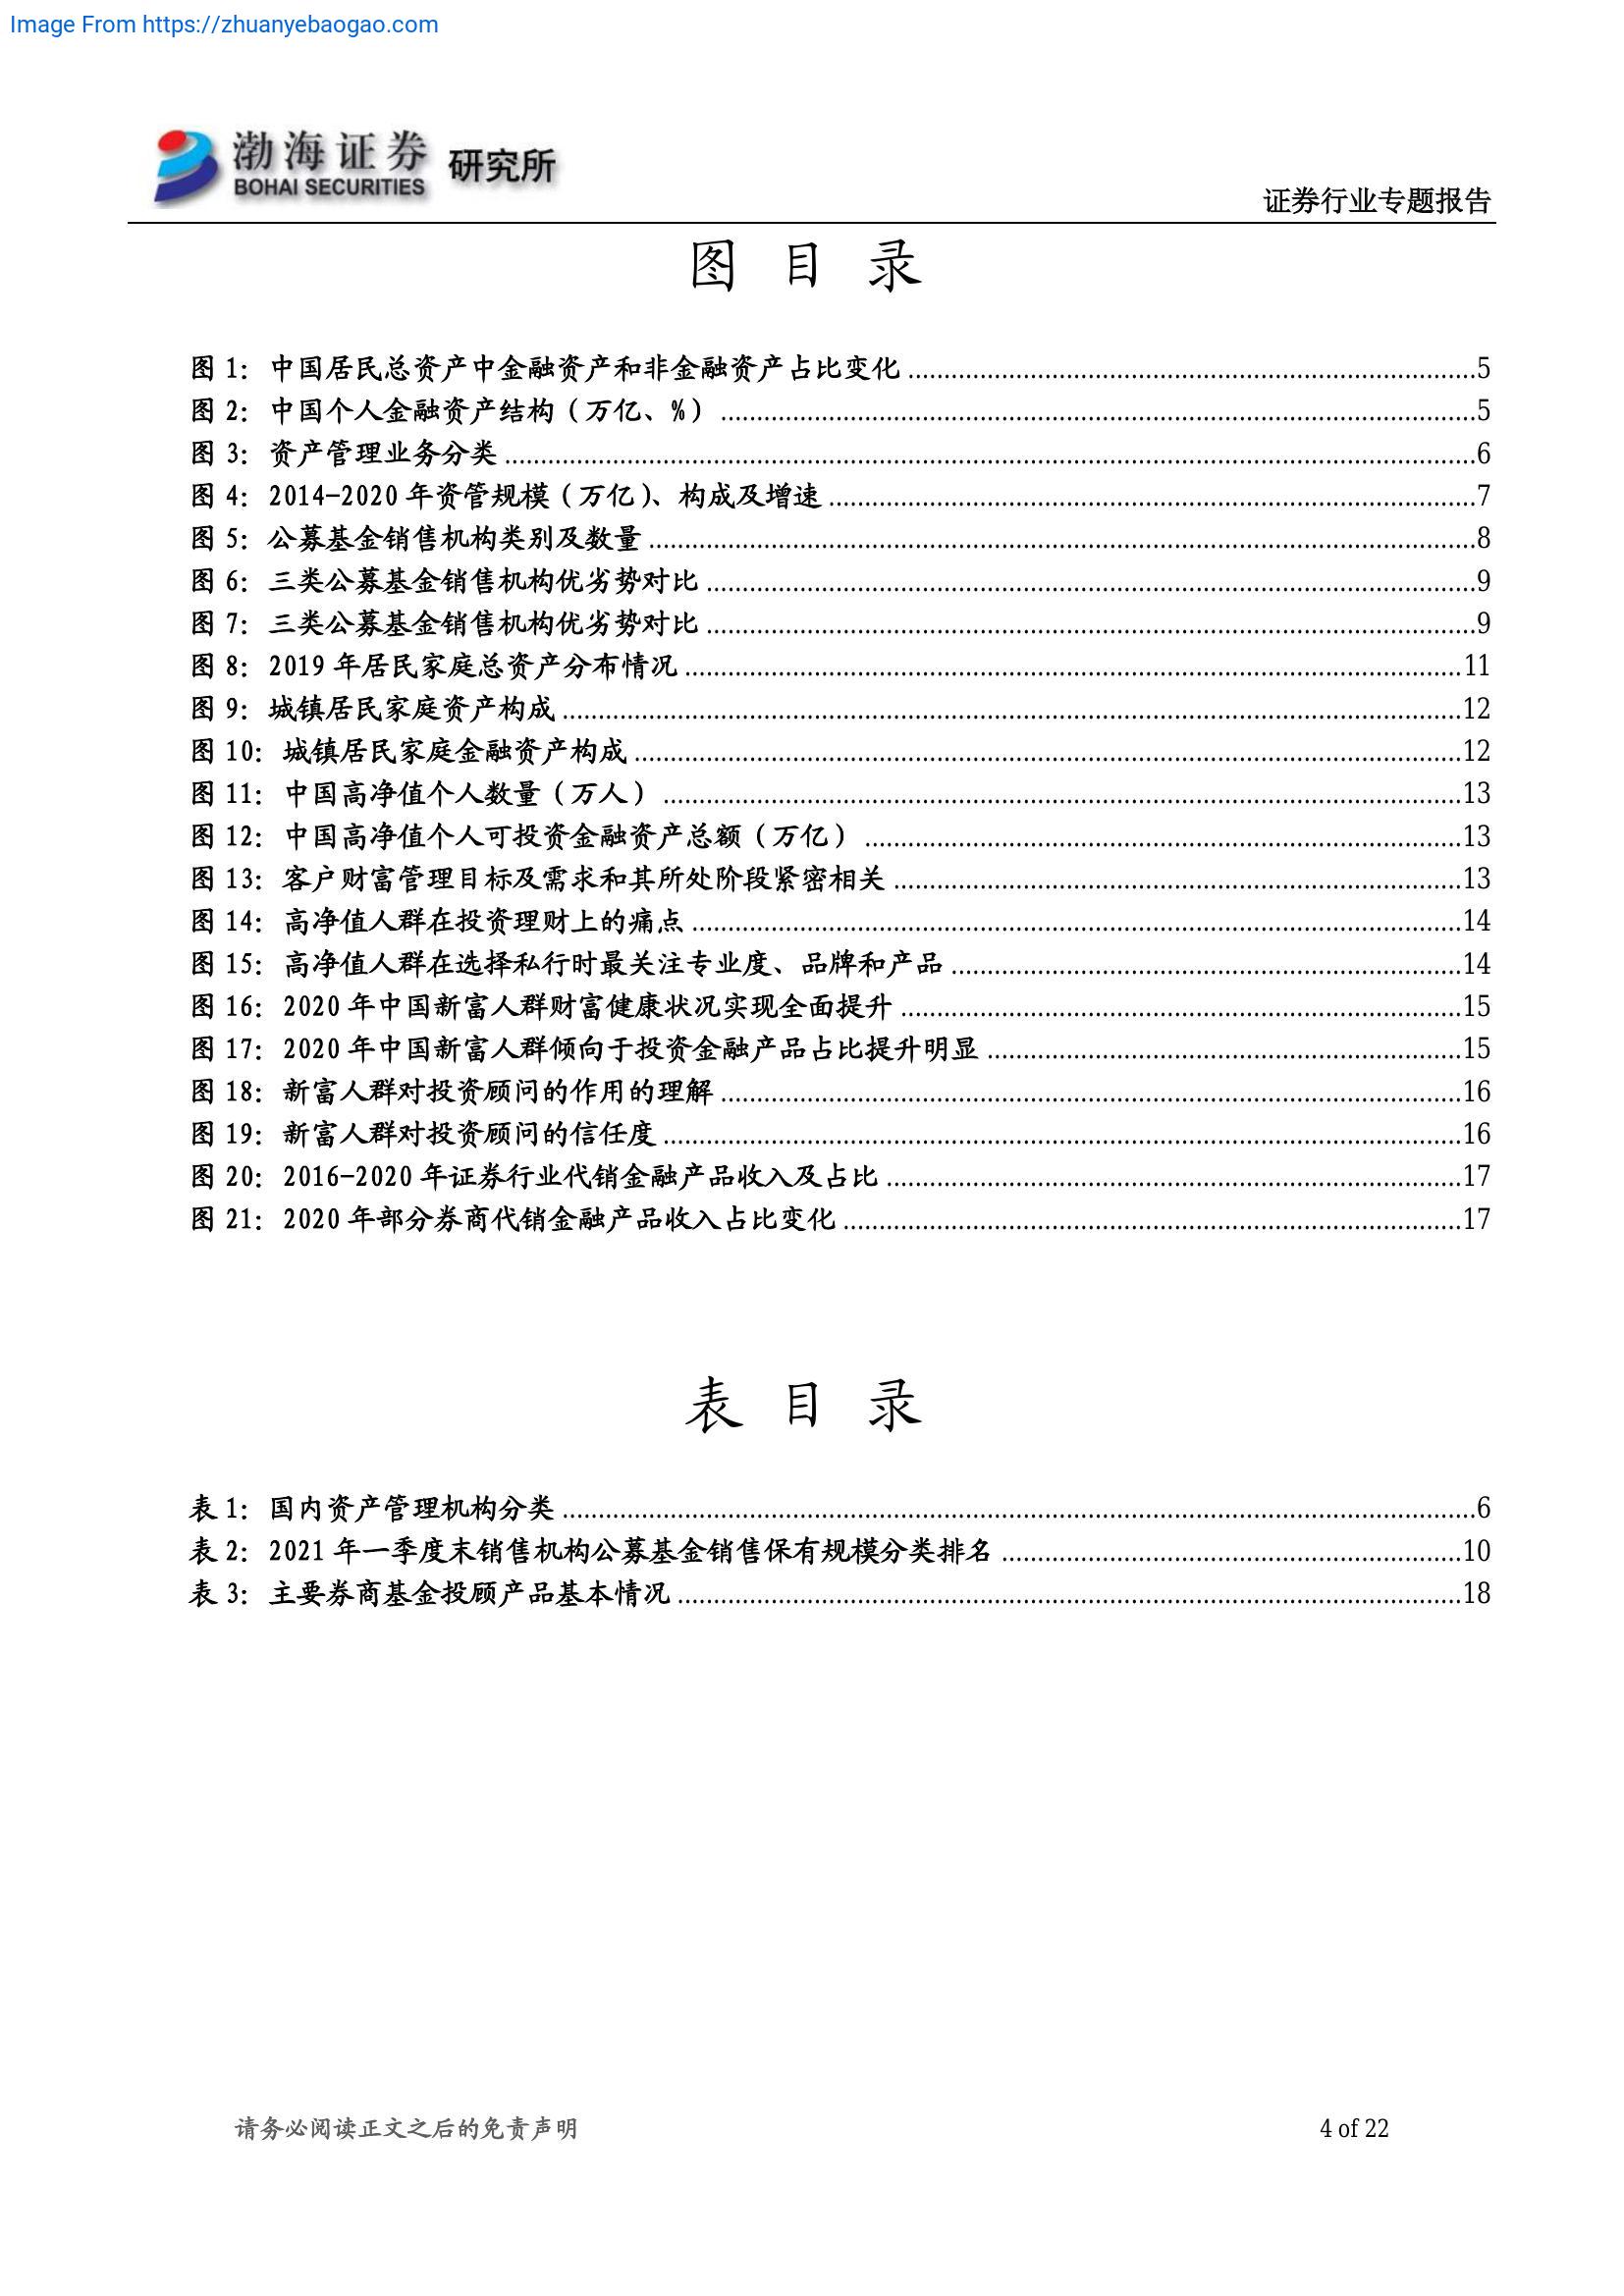 Image From https://zhuanyebaogao.com
渤海证券 研究所
BOHAI SECURITIES
证券行业专题报告
图 目 录
图 1：中国居民总资产中金融资产和非金融资产占比变化 5
图 2：中国个人金融资产结构（万亿、%） 5
图 3：资产管理业务分类 6
图 4：2014-2020 年资管规模（万亿）、构成及增速 7
图 5：公募基金销售机构类别及数量 8
图 6：三类公募基金销售机构优劣势对比 9
图 7：三类公募基金销售机构优劣势对比 9
图 8：2019 年居民家庭总资产分布情况 11
图 9：城镇居民家庭资产构成 12
图 10：城镇居民家庭金融资产构成 12
图 11：中国高净值个人数量（万人） 13
图 12：中国高净值个人可投资金融资产总额（万亿） 13
图 13：客户财富管理目标及需求和其所处阶段紧密相关 13
图 14：高净值人群在投资理财上的痛点 14
图 15：高净值人群在选择私行时最关注专业度、品牌和产品 14
图 16：2020 年中国新富人群财富健康状况实现全面提升 15
图 17：2020 年中国新富人群倾向于投资金融产品占比提升明显 15
图 18：新富人群对投资顾问的作用的理解 16
图 19：新富人群对投资顾问的信任度 16
图 20：2016-2020 年证券行业代销金融产品收入及占比 17
图 21：2020 年部分券商代销金融产品收入占比变化 17
表 目 录
表 1：国内资产管理机构分类 6
表 2：2021 年一季度末销售机构公募基金销售保有规模分类排名 10
表 3：主要券商基金投顾产品基本情况 18
请务必阅读正文之后的免责声明
4 of 22